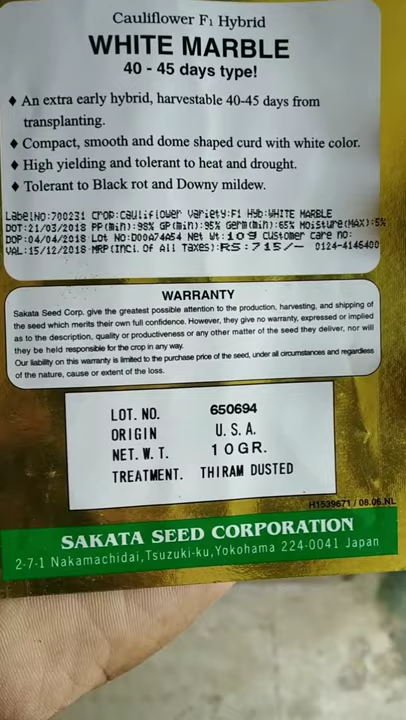 Cauliflower F1 Hybrid
WHITE MARBLE
40 - 45 days type!
♦ An extra early hybrid, harvestable 40-45 days from
transplanting.
♦ Compact, smooth and dome shaped curd with white color.
♦ High yielding and tolerant to heat and drought.
♦ Tolerant to Black rot and Downy mildew.
LabelNO:700231 CrOP:Cauliflower Variety:F1 Hyb:WHITE MARBLE
DOT:21/03/2018 PP(Min):98% GP(Min):95% Germ(Min):65% Moisture(MAX):5%
DOP:04/04/2018 Lot NO:D00A74A54 Net Wt:10g Customer Care no:
VAL:15/12/2018 MRP(Incl. Of All Taxes):RS:715/- 0124-4146400
WARRANTY
Sakata Seed Corp. give the greatest possible attention to the production, harvesting, and shipping of
the seed which merits their own full confidence. However, they give no warranty, expressed or implied
as to the description, quality or productiveness or any other matter of the seed they deliver, nor will
they be held responsible for the crop in any way.
Our liability on this warranty is limited to the purchase price of the seed, under all circumstances and regardless
of the nature, cause or extent of the loss.
LOT. NO. 650694
ORIGIN U. S. A.
NET. W. T. 10GR.
TREATMENT. THIRAM DUSTED
H1539671 / 08.06.NL
SAKATA SEED CORPORATION
2-7-1 Nakamachidai, Tsuzuki-ku, Yokohama 224-0041 Japan